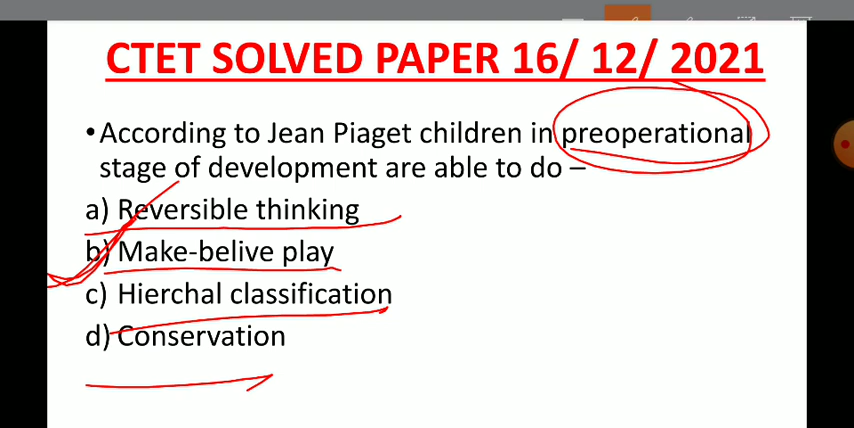 CTET SOLVED PAPER 16/ 12/ 2021
•According to Jean Piaget children in preoperational
stage of development are able to do –
a) Reversible thinking
b) Make-belive play
c) Hierchal classification
d) Conservation